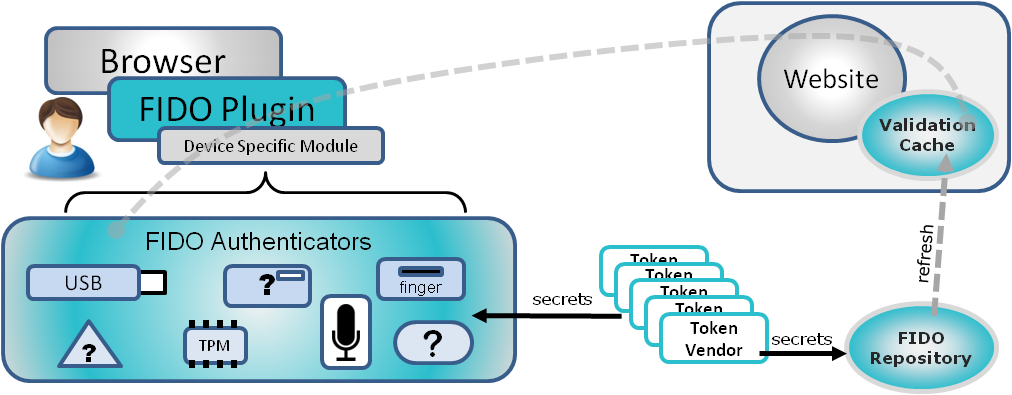 Browser
FIDO Plugin
Device Specific Module
Website
Validation
Cache
FIDO Authenticators
USB
?
finger
?
TPM
?
secrets
Token
Token
Token
Token
Token
Vendor
secrets
refresh
FIDO
Repository